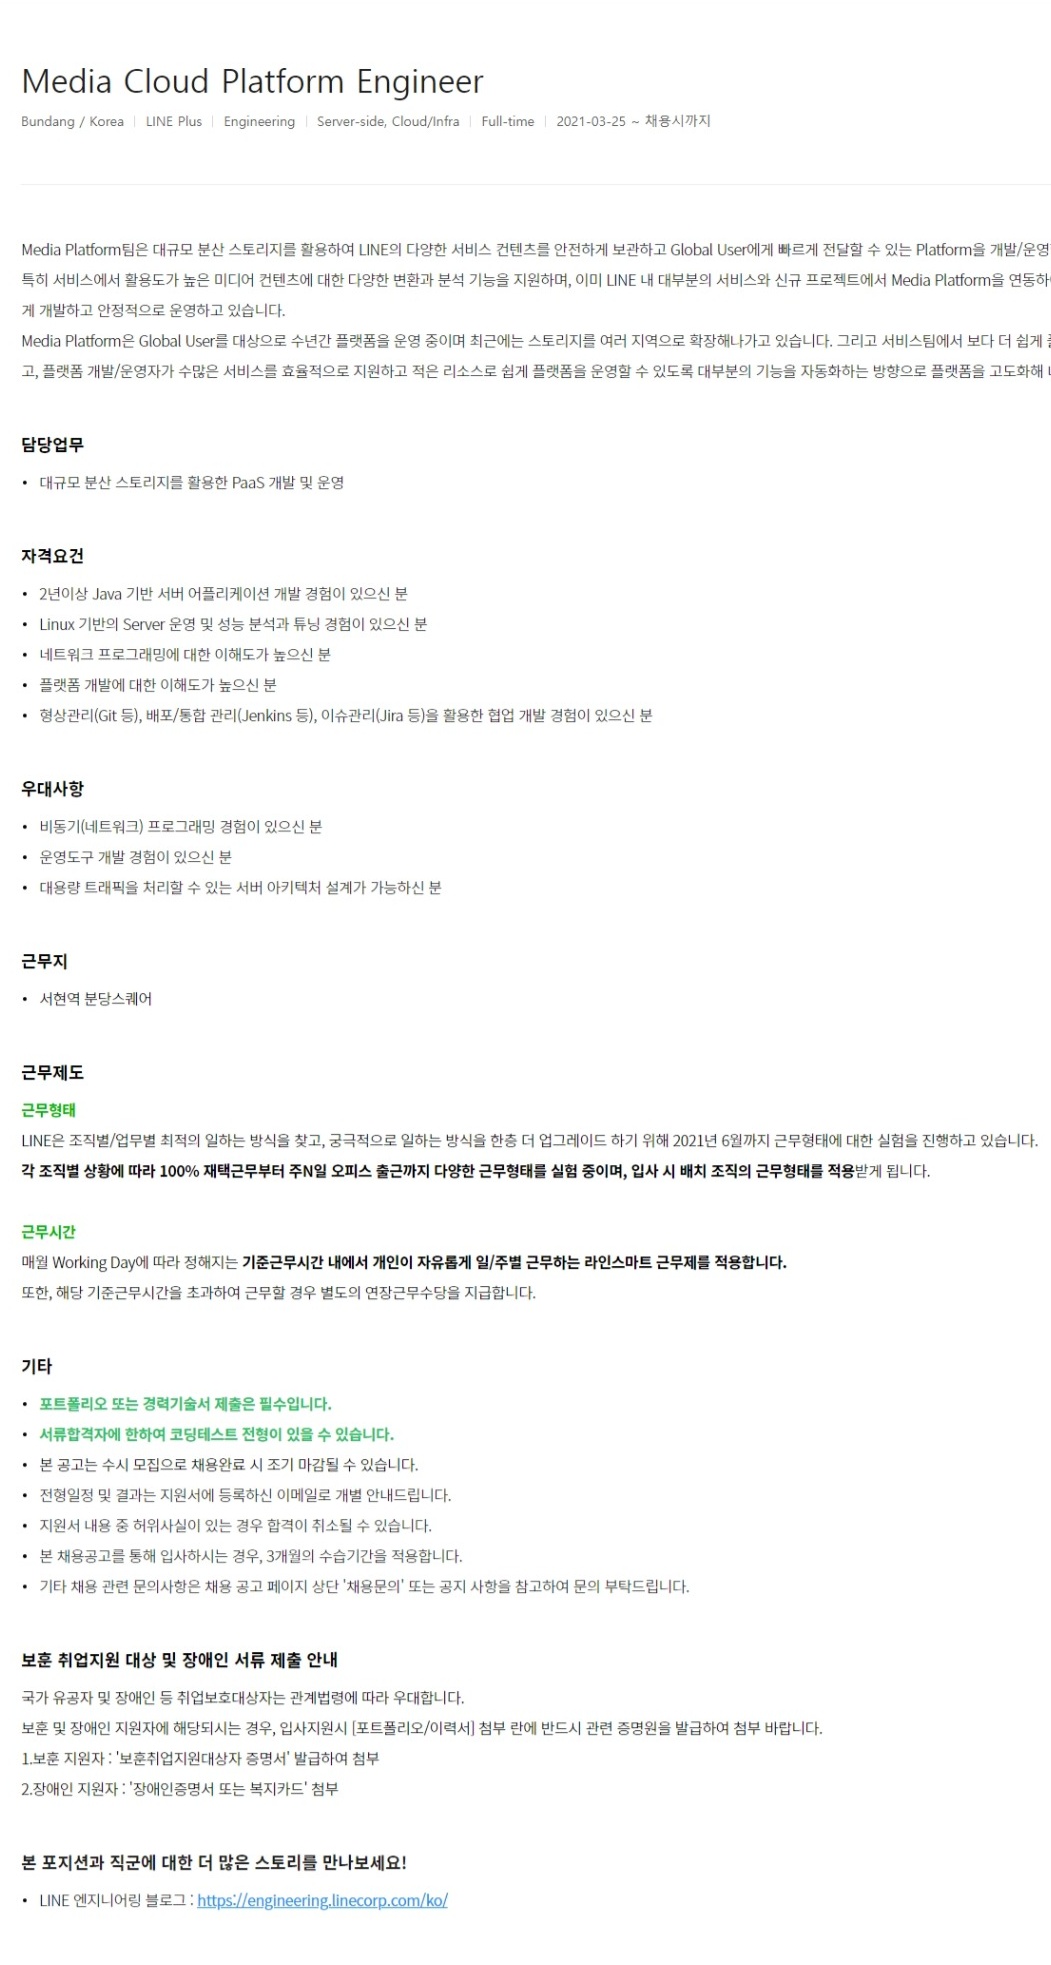 Media Cloud Platform Engineer
Bundang / Korea | LINE Plus | Engineering | Server-side, Cloud/Infra | Full-time | 2021-03-25 ~ 채용시까지
Media Platform팀은 대규모 분산 스토리지를 활용하여 LINE의 다양한 서비스 컨텐츠를 안전하게 보관하고 Global User에게 빠르게 전달할 수 있는 Platform을 개발/운영
특히 서비스에서 활용도가 높은 미디어 컨텐츠에 대한 다양한 변환과 분석 기능을 지원하며, 이미 LINE 내 대부분의 서비스와 신규 프로젝트에서 Media Platform을 연동하
게 개발하고 안정적으로 운영하고 있습니다.
Media Platform은 Global User를 대상으로 수년간 플랫폼을 운영 중이며 최근에는 스토리지를 여러 지역으로 확장해나가고 있습니다. 그리고 서비스팀에서 보다 더 쉽게
고, 플랫폼 개발/운영자가 수많은 서비스를 효율적으로 지원하고 적은 리소스로 쉽게 플랫폼을 운영할 수 있도록 대부분의 기능을 자동화하는 방향으로 플랫폼을 고도화해
담당업무
• 대규모 분산 스토리지를 활용한 PaaS 개발 및 운영
자격요건
• 2년이상 Java 기반 서버 어플리케이션 개발 경험이 있으신 분
• Linux 기반의 Server 운영 및 성능 분석과 튜닝 경험이 있으신 분
• 네트워크 프로그래밍에 대한 이해도가 높으신 분
• 플랫폼 개발에 대한 이해도가 높으신 분
• 형상관리(Git 등), 배포/통합 관리(Jenkins 등), 이슈관리(Jira 등)을 활용한 협업 개발 경험이 있으신 분
우대사항
• 비동기(네트워크) 프로그래밍 경험이 있으신 분
• 운영도구 개발 경험이 있으신 분
• 대용량 트래픽을 처리할 수 있는 서버 아키텍처 설계가 가능하신 분
근무지
• 서현역 분당스퀘어
근무제도
근무형태
LINE은 조직별/업무별 최적의 일하는 방식을 찾고, 궁극적으로 일하는 방식을 한층 더 업그레이드 하기 위해 2021년 6월까지 근무형태에 대한 실험을 진행하고 있습니다.
각 조직별 상황에 따라 100% 재택근무부터 주N일 오피스 출근까지 다양한 근무형태를 실험 중이며, 입사 시 배치 조직의 근무형태를 적용받게 됩니다.
근무시간
매월 Working Day에 따라 정해지는 기준근무시간 내에서 개인이 자유롭게 일/주별 근무하는 라인스마트 근무제를 적용합니다.
또한, 해당 기준근무시간을 초과하여 근무할 경우 별도의 연장근무수당을 지급합니다.
기타
• 포트폴리오 또는 경력기술서 제출은 필수입니다.
• 서류합격자에 한하여 코딩테스트 전형이 있을 수 있습니다.
• 본 공고는 수시 모집으로 채용완료 시 조기 마감될 수 있습니다.
• 전형일정 및 결과는 지원서에 등록하신 이메일로 개별 안내드립니다.
• 지원서 내용 중 허위사실이 있는 경우 합격이 취소될 수 있습니다.
• 본 채용공고를 통해 입사하시는 경우, 3개월의 수습기간을 적용합니다.
• 기타 채용 관련 문의사항은 채용 공고 페이지 상단 '채용문의' 또는 공지 사항을 참고하여 문의 부탁드립니다.
보훈 취업지원 대상 및 장애인 서류 제출 안내
국가 유공자 및 장애인 등 취업보호대상자는 관계법령에 따라 우대합니다.
보훈 및 장애인 지원자에 해당되시는 경우, 입사지원시 [포트폴리오/이력서] 첨부 란에 반드시 관련 증명원을 발급하여 첨부 바랍니다.
1.보훈 지원자 : '보훈취업지원대상자 증명서' 발급하여 첨부
2.장애인 지원자 : '장애인증명서 또는 복지카드' 첨부
본 포지션과 직군에 대한 더 많은 스토리를 만나보세요!
• LINE 엔지니어링 블로그 : https://engineering.linecorp.com/ko/